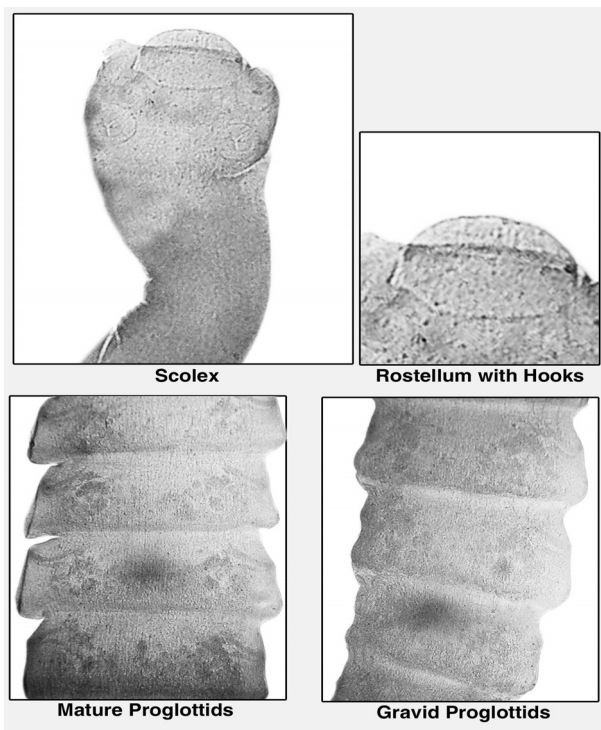 Scolex
Rostellum with Hooks
Mature Proglottids
Gravid Proglottids